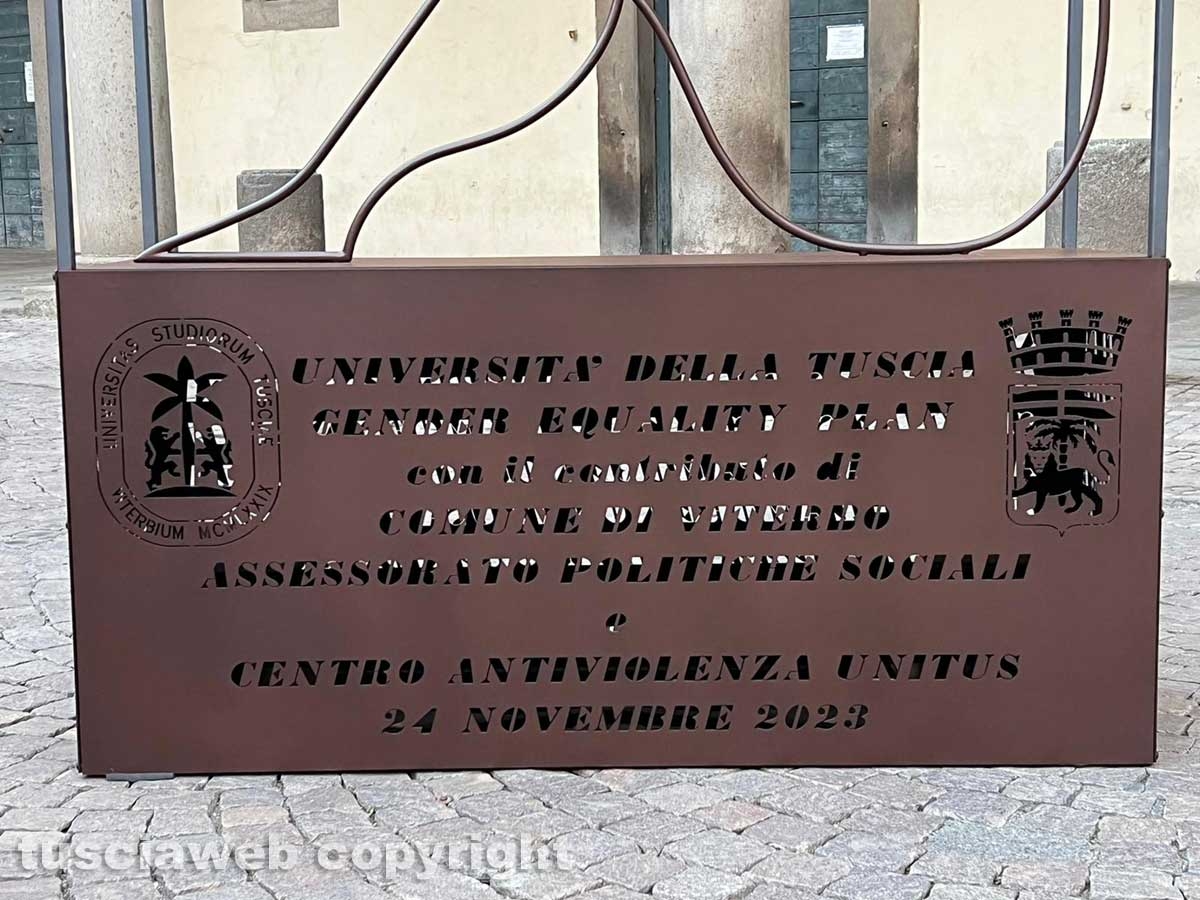 UNIVERSITAS STUDIORUM TUSCIAE
VITERBIUM MCMLXXIX
UNIVERSITA' DELLA TUSCIA
GENDER EQUALITY PLAN
con il contributo di
COMUNE DI VITERBO
ASSESSORATO POLITICHE SOCIALI
e
CENTRO ANTIVIOLENZA UNITUS
24 NOVEMBRE 2023
tusciaweb copyright